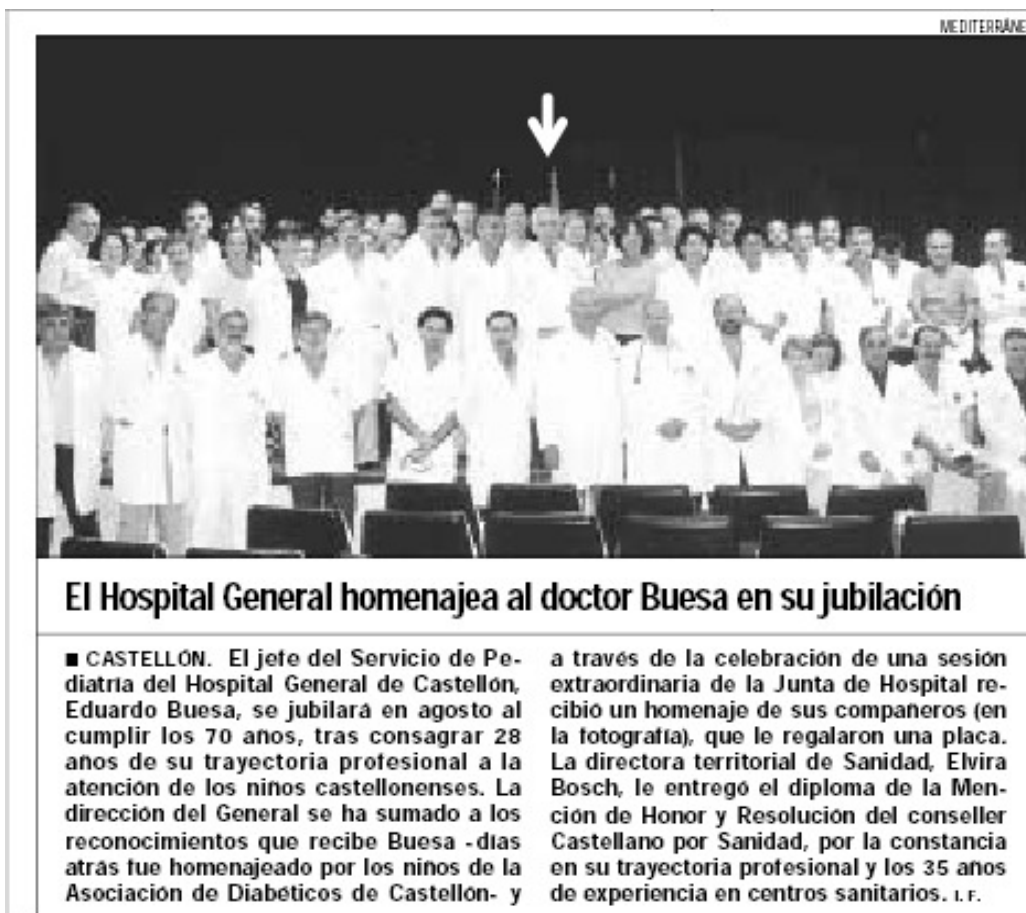 MEDITERRÁNE
El Hospital General homenajea al doctor Buesa en su jubilación
■ CASTELLÓN. El jefe del Servicio de Pe-
diatría del Hospital General de Castellón,
Eduardo Buesa, se jubilará en agosto al
cumplir los 70 años, tras consagrar 28
años de su trayectoria profesional a la
atención de los niños castellonenses. La
dirección del General se ha sumado a los
reconocimientos que recibe Buesa -días
atrás fue homenajeado por los niños de la
Asociación de Diabéticos de Castellón- y
a través de la celebración de una sesión
extraordinaria de la Junta de Hospital re-
cibió un homenaje de sus compañeros (en
la fotografía), que le regalaron una placa.
La directora territorial de Sanidad, Elvira
Bosch, le entregó el diploma de la Men-
ción de Honor y Resolución del conseller
Castellano por Sanidad, por la constancia
en su trayectoria profesional y los 35 años
de experiencia en centros sanitarios. I. F.